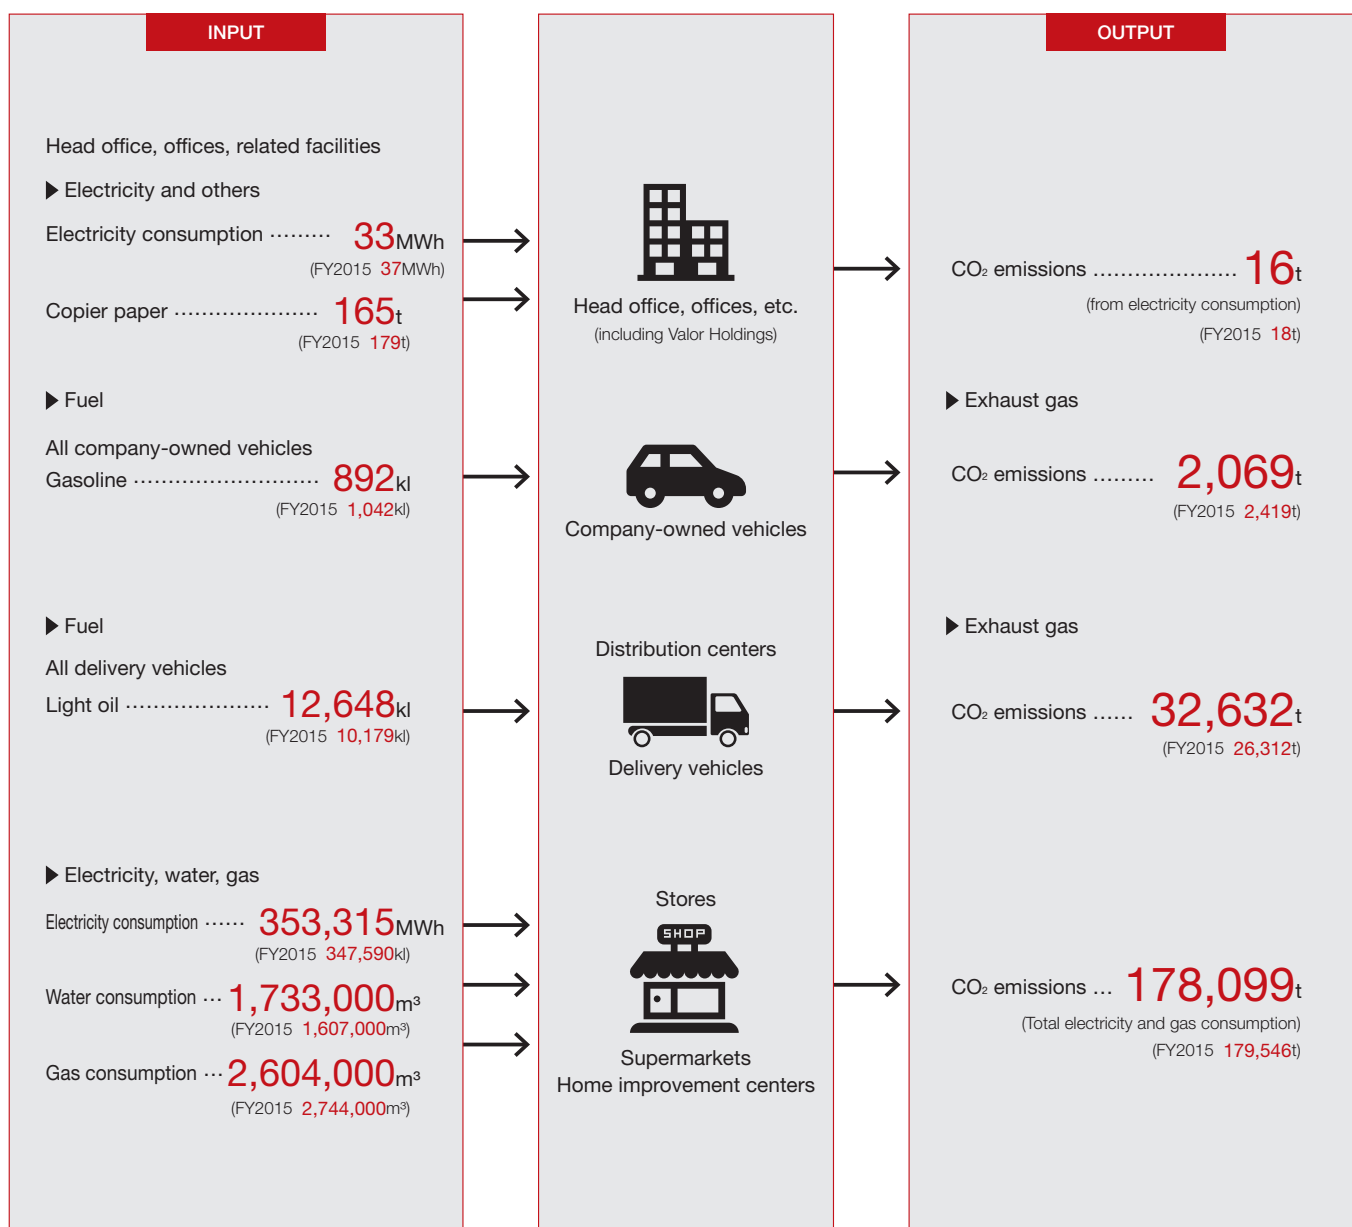 INPUT
Head office, offices, related facilities
▶ Electricity and others
Electricity consumption ········· 33MWh
(FY2015 37MWh)
Copier paper ····················· 165t
(FY2015 179t)
▶ Fuel
All company-owned vehicles
Gasoline ··························· 892kl
(FY2015 1,042kl)
▶ Fuel
All delivery vehicles
Light oil ····················· 12,648kl
(FY2015 10,179kl)
▶ Electricity, water, gas
Electricity consumption ······ 353,315MWh
(FY2015 347,590kl)
Water consumption ··· 1,733,000m³
(FY2015 1,607,000m³)
Gas consumption ··· 2,604,000m³
(FY2015 2,744,000m³)
Head office, offices, etc.
(including Valor Holdings)
Company-owned vehicles
Distribution centers
Delivery vehicles
Stores
SHOP
Supermarkets
Home improvement centers
OUTPUT
CO₂ emissions ..................... 16t
(from electricity consumption)
(FY2015 18t)
▶ Exhaust gas
CO₂ emissions ......... 2,069t
(FY2015 2,419t)
▶ Exhaust gas
CO₂ emissions ...... 32,632t
(FY2015 26,312t)
CO₂ emissions ... 178,099t
(Total electricity and gas consumption)
(FY2015 179,546t)